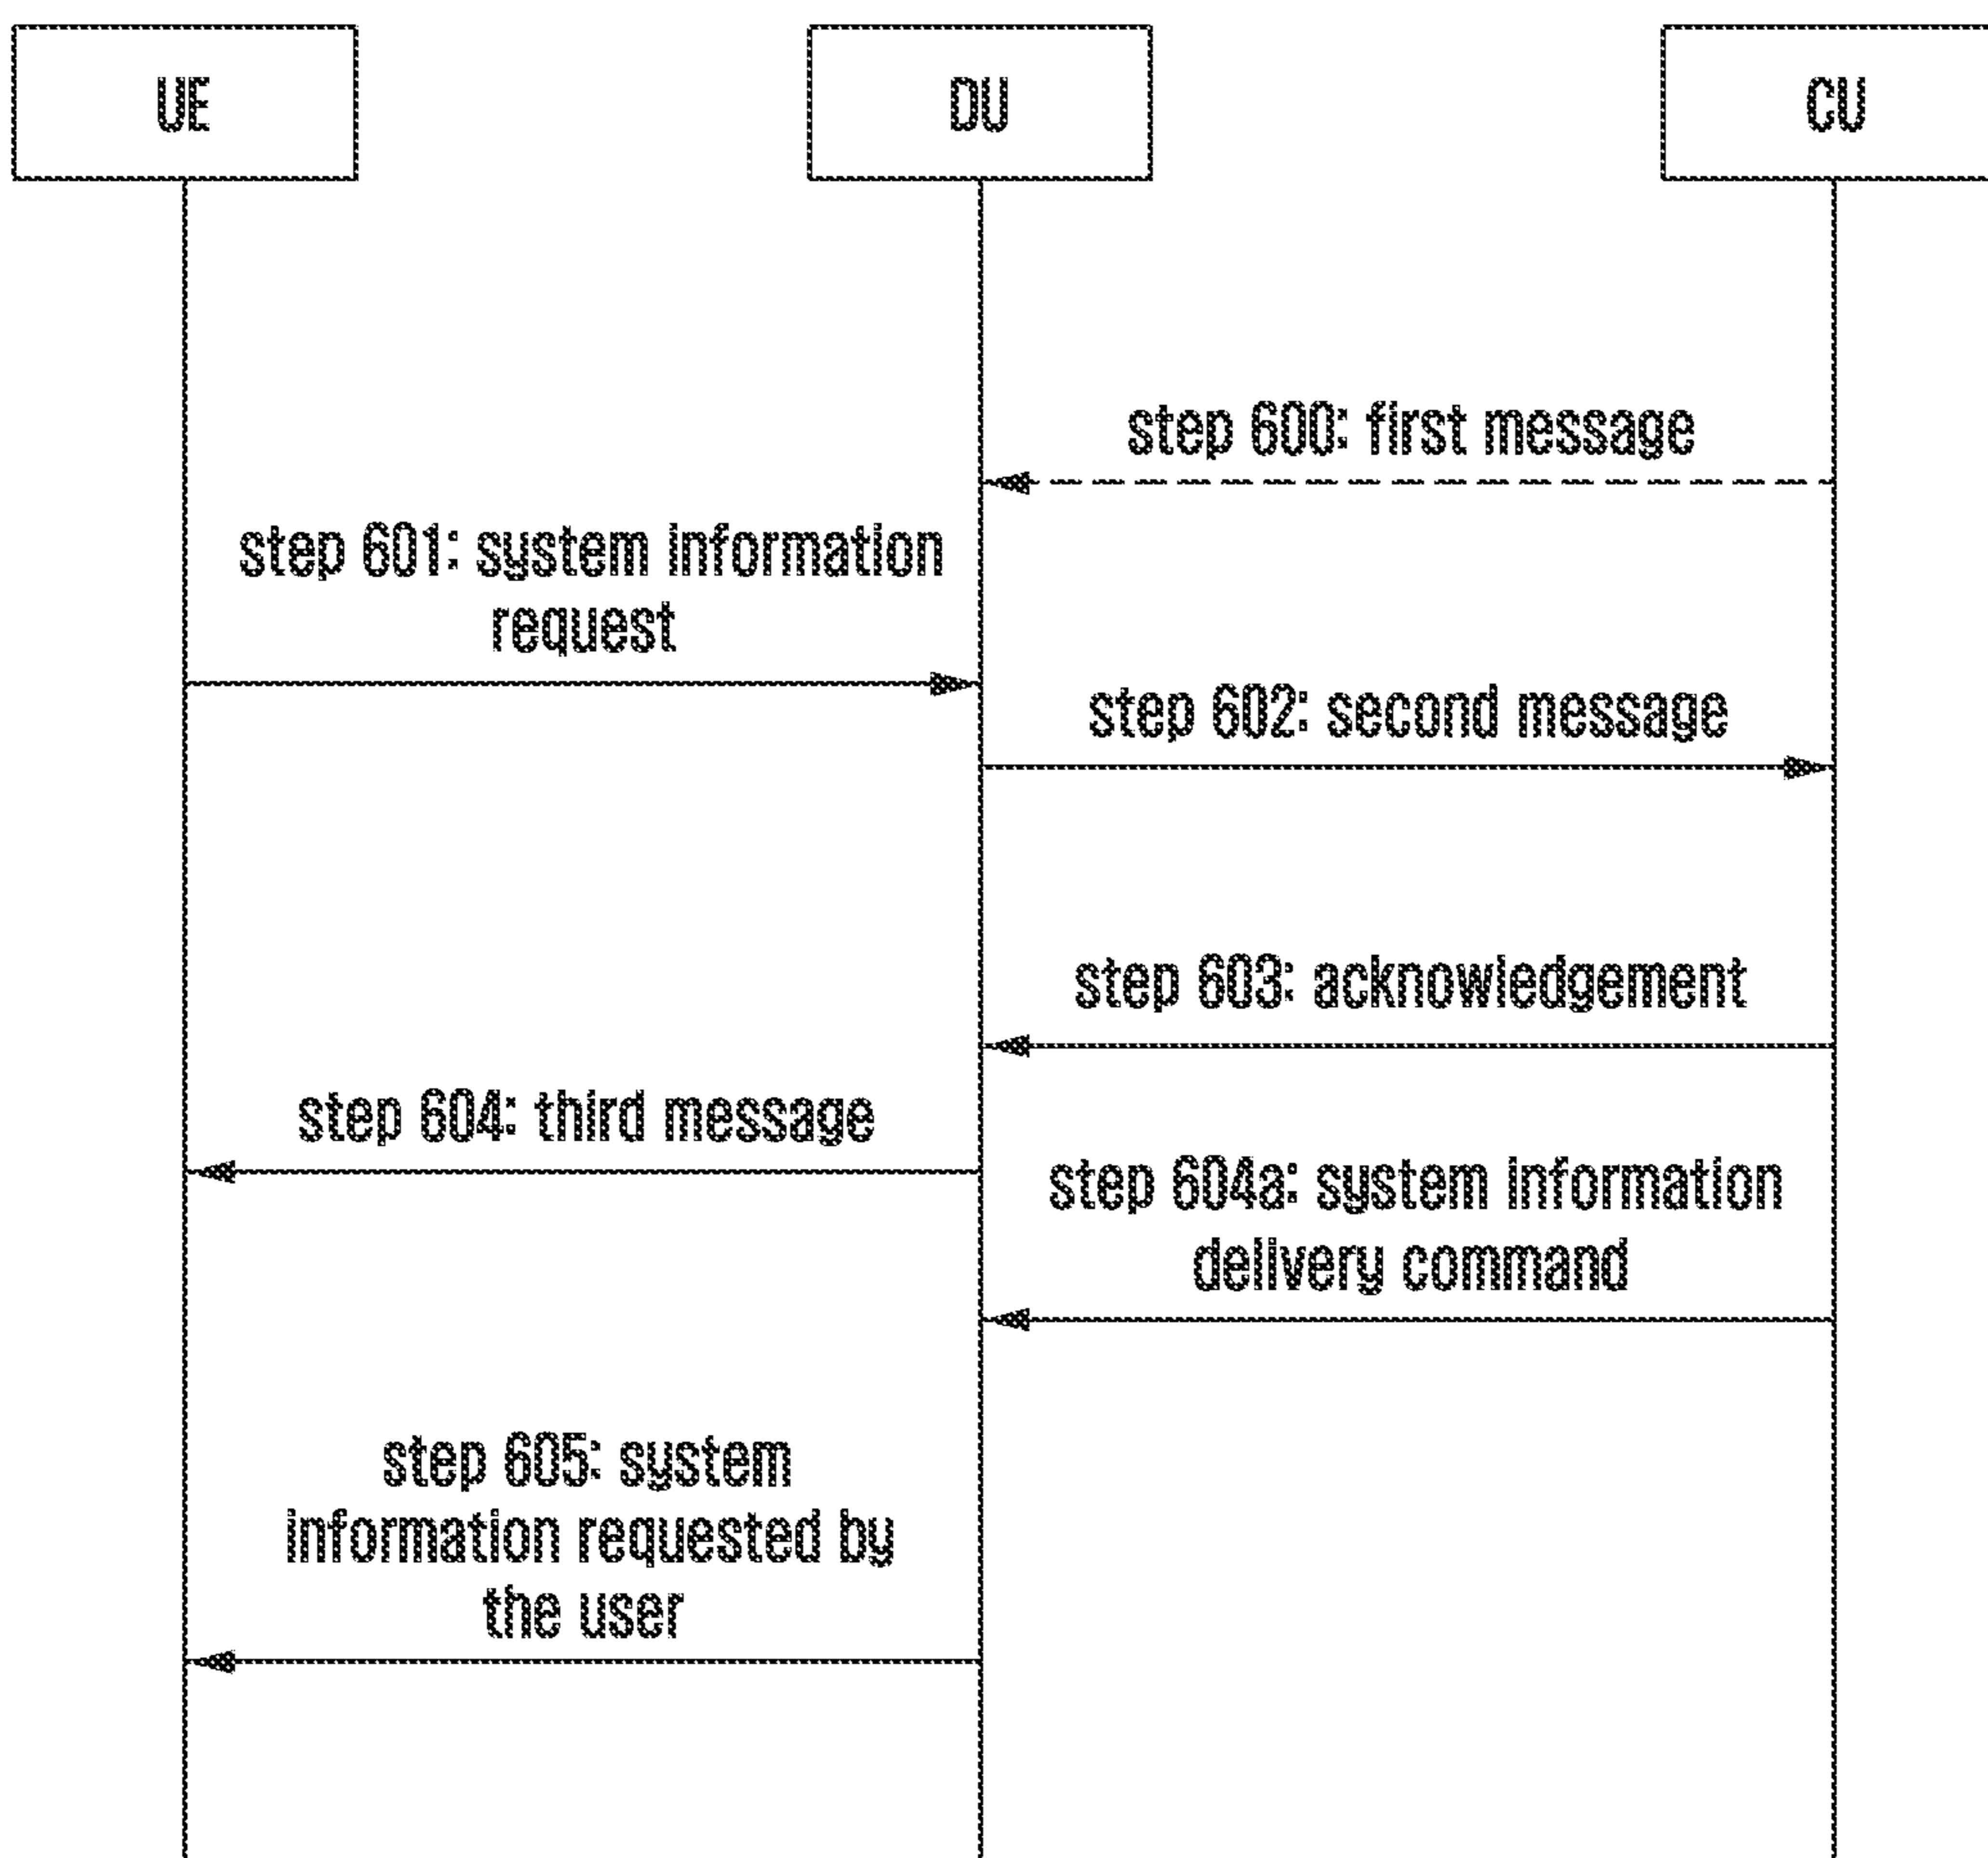 UE
DU
CU
step 600: first message
step 601: system information
request
step 602: second message
step 603: acknowledgement
step 604: third message
step 604a: system information
delivery command
step 605: system
information requested by
the user